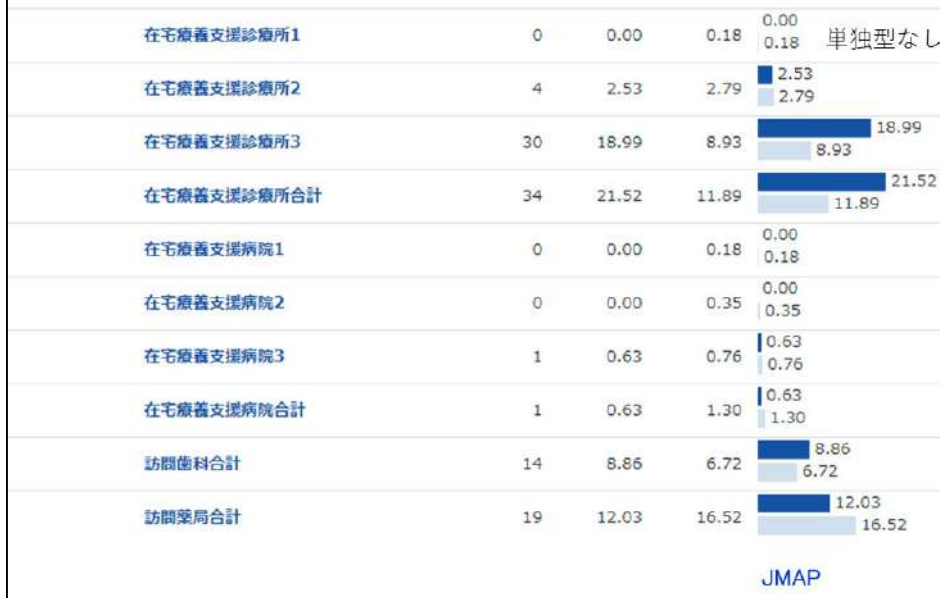 在宅療養支援診療所1 0 0.00 0.18 0.00 0.18 単独型なし
在宅療養支援診療所2 4 2.53 2.79 2.53 2.79
在宅療養支援診療所3 30 18.99 8.93 18.99 8.93
在宅療養支援診療所合計 34 21.52 11.89 21.52 11.89
在宅療養支援病院1 0 0.00 0.18 0.00 0.18
在宅療養支援病院2 0 0.00 0.35 0.00 0.35
在宅療養支援病院3 1 0.63 0.76 0.63 0.76
在宅療養支援病院合計 1 0.63 1.30 0.63 1.30
訪問歯科合計 14 8.86 6.72 8.86 6.72
訪問薬局合計 19 12.03 16.52 12.03 16.52
JMAP